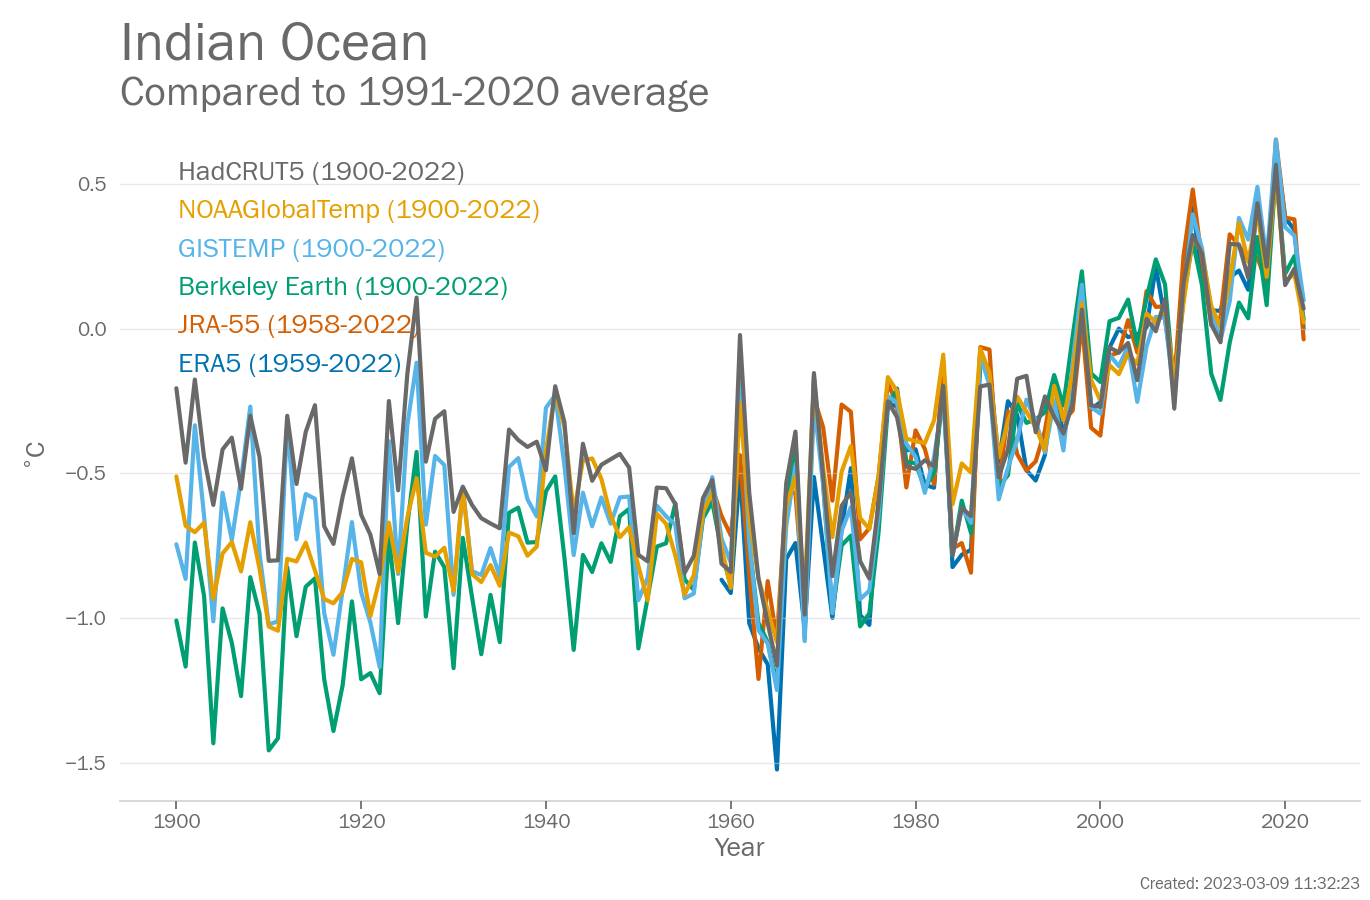 Indian Ocean
Compared to 1991-2020 average
HadCRUT5 (1900-2022)
NOAAGlobalTemp (1900-2022)
GISTEMP (1900-2022)
Berkeley Earth (1900-2022)
JRA-55 (1958-2022)
ERA5 (1959-2022)
0.5
0.0
−0.5
−1.0
−1.5
°C
1900 1920 1940 1960 1980 2000 2020
Year
Created: 2023-03-09 11:32:23